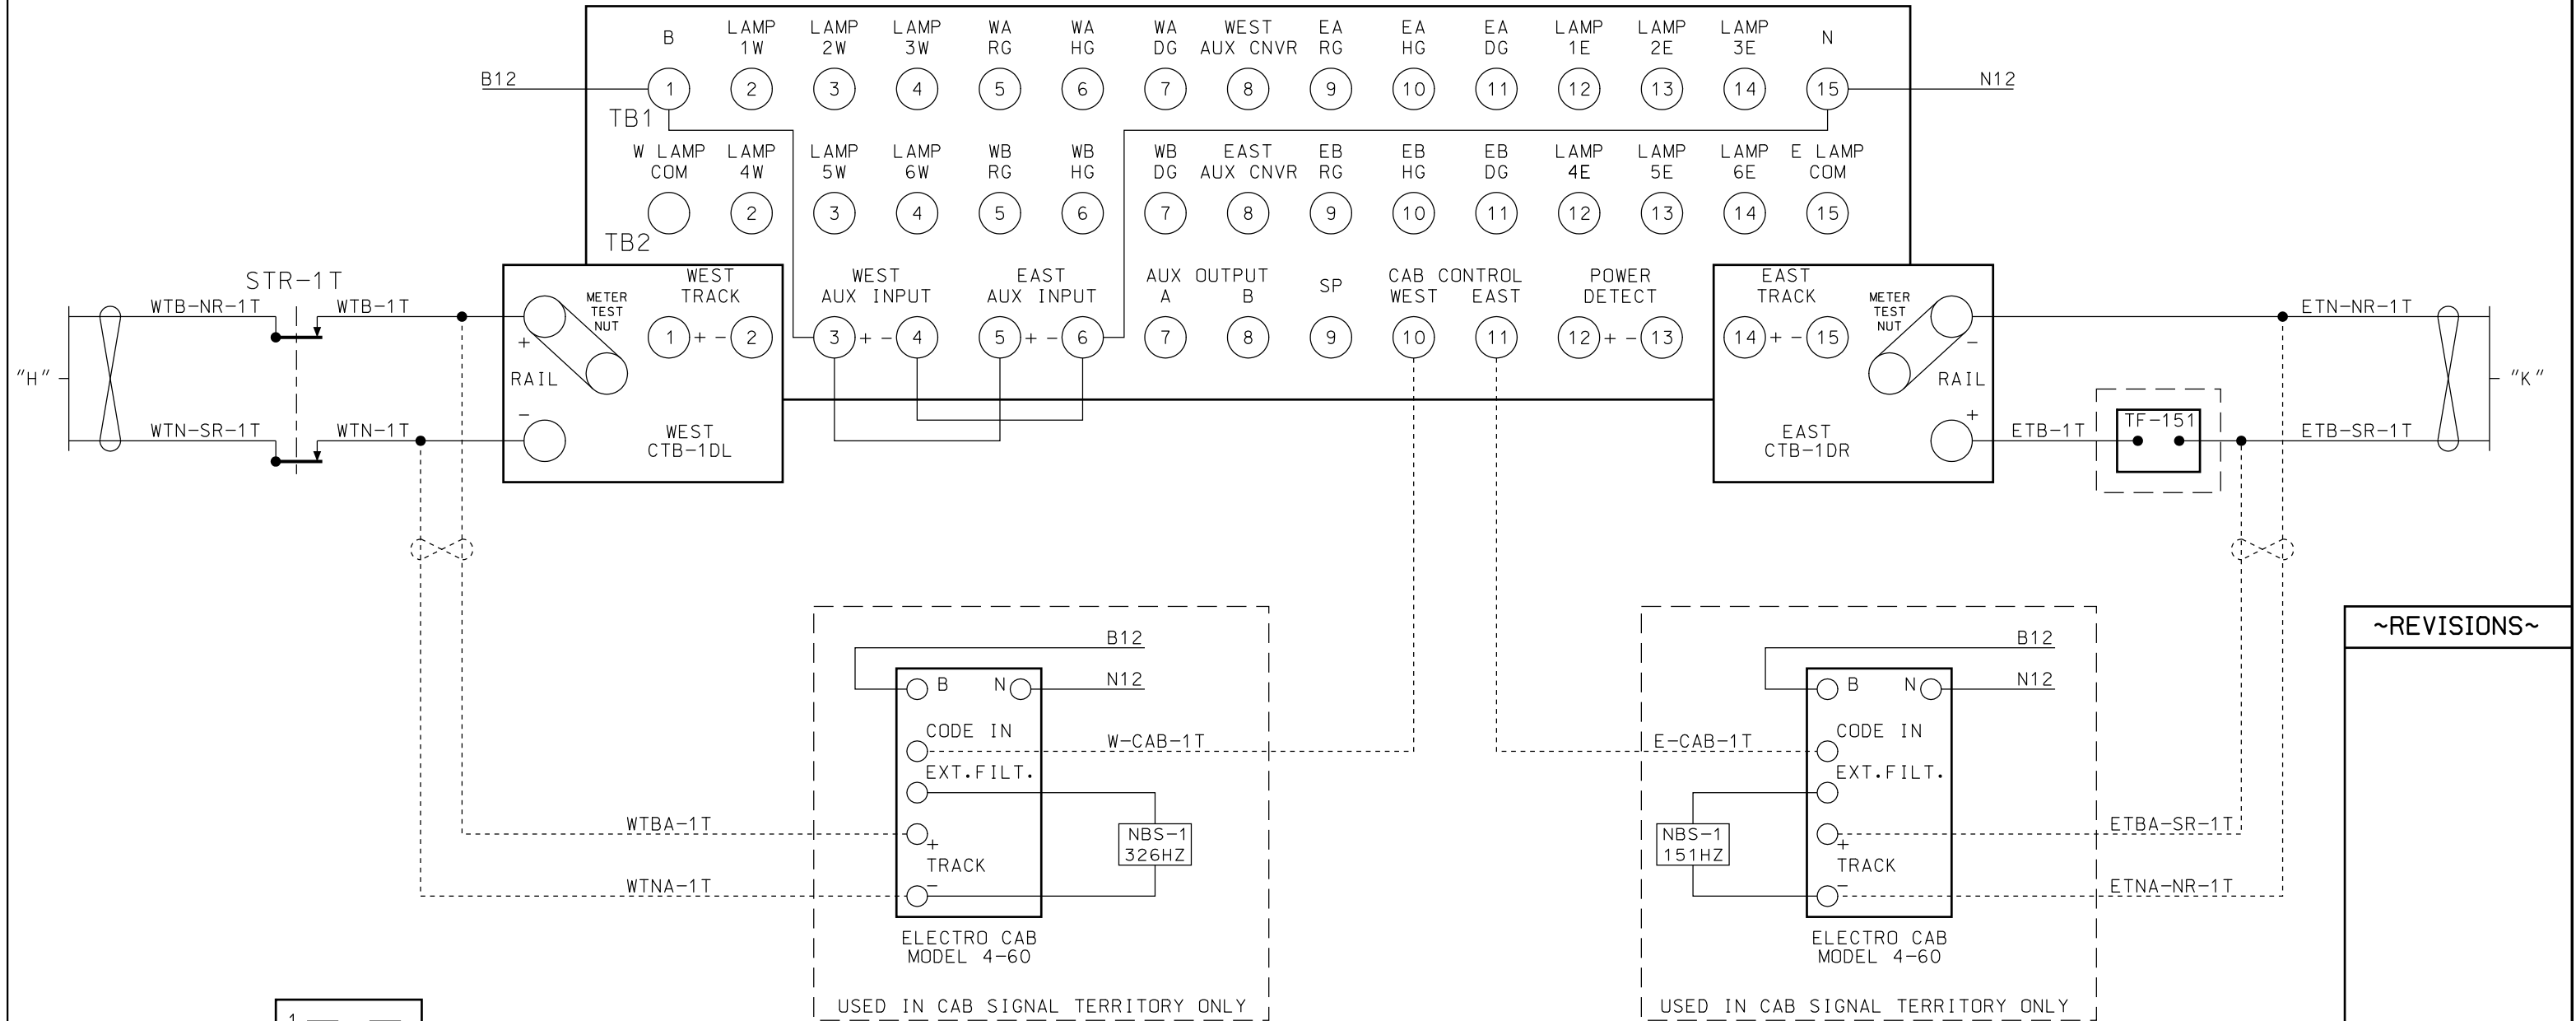 B LAMP LAMP LAMP WA WA WA WEST EA EA EA LAMP LAMP LAMP N
1W 2W 3W RG HG DG AUX CNVR RG HG DG 1E 2E 3E
B12 1 2 3 4 5 6 7 8 9 10 11 12 13 14 15 N12
TB1
W LAMP LAMP LAMP LAMP WB WB WB EAST EB EB EB LAMP LAMP LAMP E LAMP
COM 4W 5W 6W RG HG DG AUX CNVR RG HG DG 4E 5E 6E COM
2 3 4 5 6 7 8 9 10 11 12 13 14 15
TB2
STR-1T
WEST WEST EAST AUX OUTPUT SP CAB CONTROL POWER EAST
TRACK AUX INPUT AUX INPUT A B WEST EAST DETECT TRACK
METER
TEST
NUT
METER
TEST
NUT
WTB-NR-1T WTB-1T ETN-NR-1T
1 + - 2 3 + - 4 5 + - 6 7 8 9 10 11 12 + - 13 14 + - 15
+ -
"H" RAIL RAIL "K"
- +
WTN-SR-1T WTN-1T ETB-1T TF-151 ETB-SR-1T
WEST
CTB-1DL
EAST
CTB-1DR
~REVISIONS~
B12
B N N12
CODE IN
W-CAB-1T
EXT.FILT.
WTBA-1T
+
NBS-1
326HZ
TRACK
WTNA-1T
-
ELECTRO CAB
MODEL 4-60
USED IN CAB SIGNAL TERRITORY ONLY
B12
B N N12
CODE IN
E-CAB-1T
EXT.FILT.
NBS-1
151HZ
+
ETBA-SR-1T
TRACK
-
ETNA-NR-1T
ELECTRO CAB
MODEL 4-60
USED IN CAB SIGNAL TERRITORY ONLY